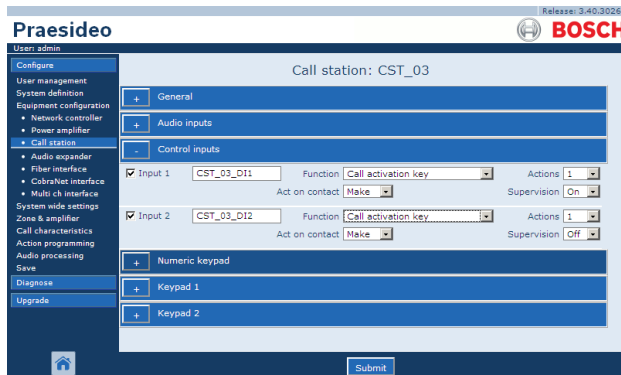 Release: 3.40.3026
Praesideo
BOSCH
User: admin
Configure
User management
System definition
Equipment configuration
• Network controller
• Power amplifier
• Call station
• Audio expander
• Fiber interface
• CobraNet interface
• Multi ch interface
System wide settings
Zone & amplifier
Call characteristics
Action programming
Audio processing
Save
Diagnose
Upgrade
Call station: CST_03
+ General
+ Audio inputs
- Control inputs
Input 1 CST_03_DI1 Function Call activation key Actions 1
Act on contact Make Supervision On
Input 2 CST_03_DI2 Function Call activation key Actions 1
Act on contact Make Supervision Off
+ Numeric keypad
+ Keypad 1
+ Keypad 2
Submit